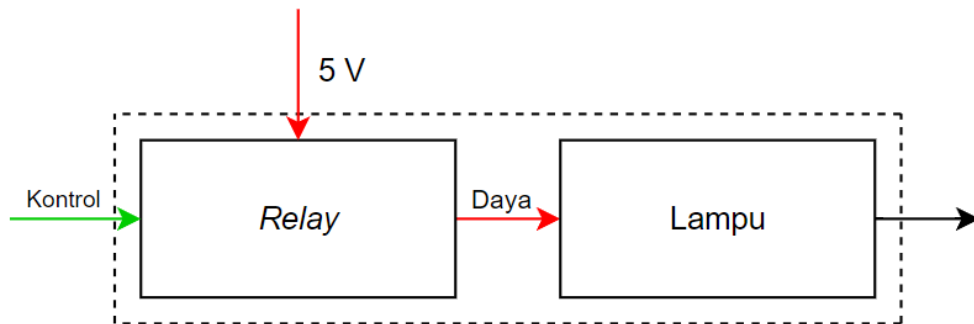 5 V
Kontrol
Relay
Daya
Lampu